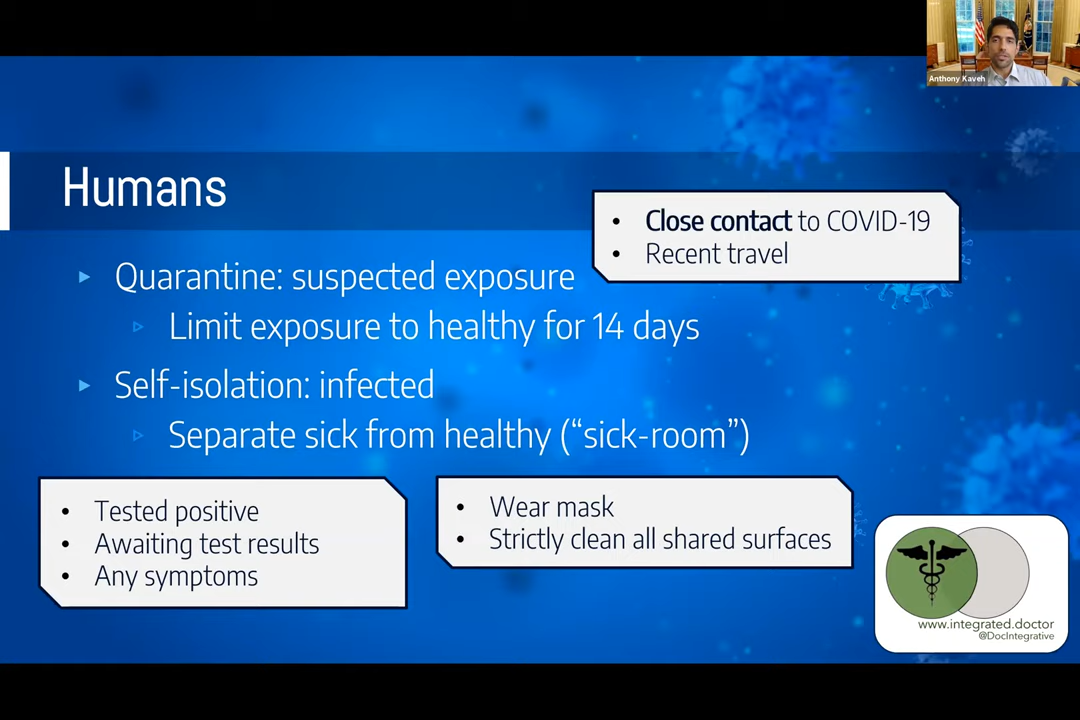 Anthony Kaveh
Humans
• Close contact to COVID-19
• Recent travel
▸ Quarantine: suspected exposure
▹ Limit exposure to healthy for 14 days
▸ Self-isolation: infected
▹ Separate sick from healthy (“sick-room”)
• Tested positive
• Awaiting test results
• Any symptoms
• Wear mask
• Strictly clean all shared surfaces
www.integrated.doctor
@DocIntegrative